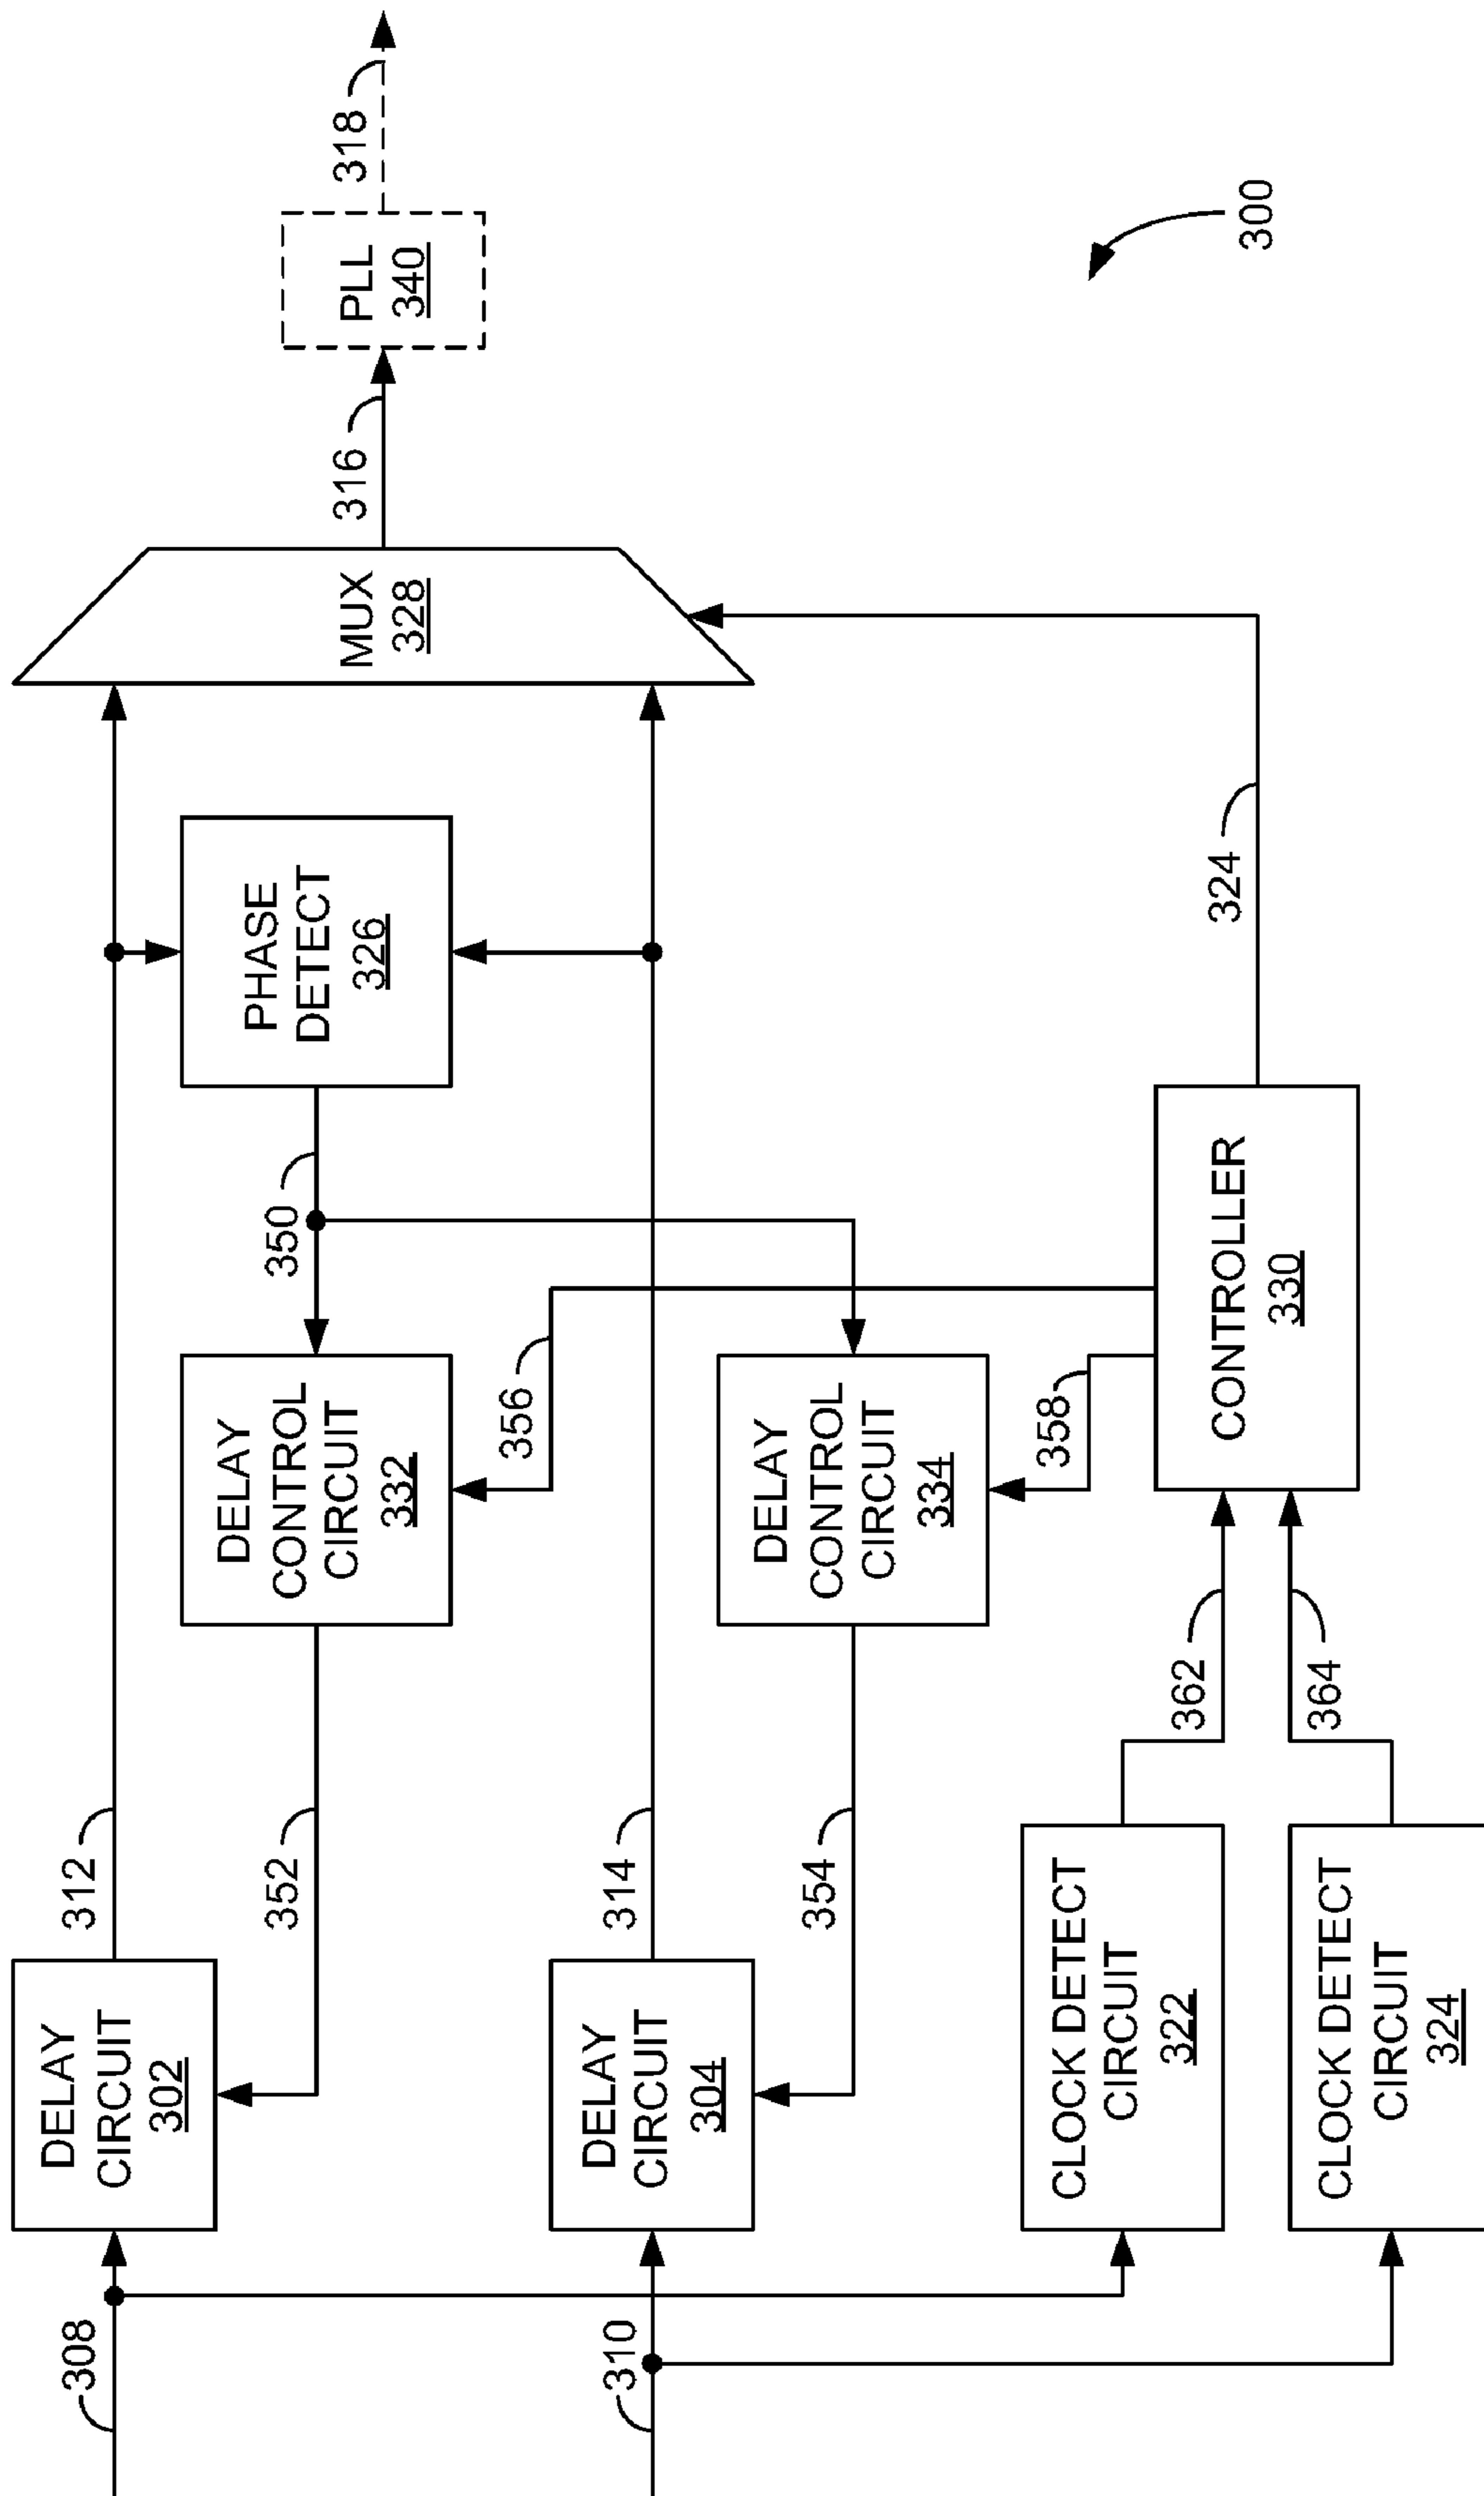 308
DELAY
CIRCUIT
302
312
352
DELAY
CONTROL
CIRCUIT
332
350
PHASE
DETECT
326
MUX
328
316
PLL
340
318
310
DELAY
CIRCUIT
304
314
354
356
DELAY
CONTROL
CIRCUIT
334
358
CLOCK DETECT
CIRCUIT
322
362
CLOCK DETECT
CIRCUIT
324
364
CONTROLLER
330
324
300